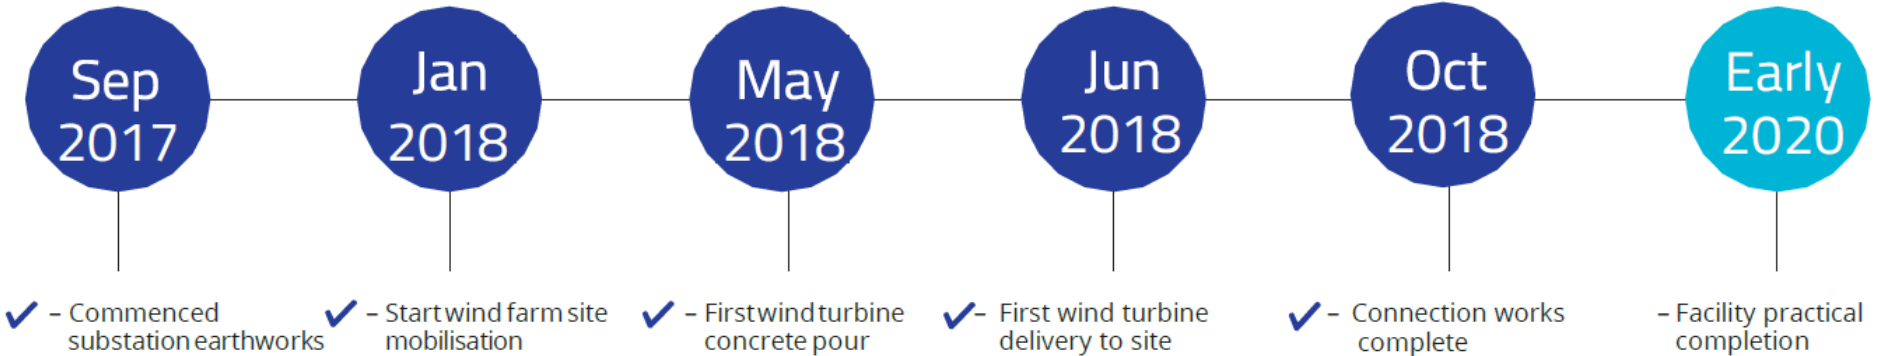 Sep
2017
Jan
2018
May
2018
Jun
2018
Oct
2018
Early
2020
– Commenced
substation earthworks
– Start wind farm site
mobilisation
– First wind turbine
concrete pour
– First wind turbine
delivery to site
– Connection works
complete
– Facility practical
completion